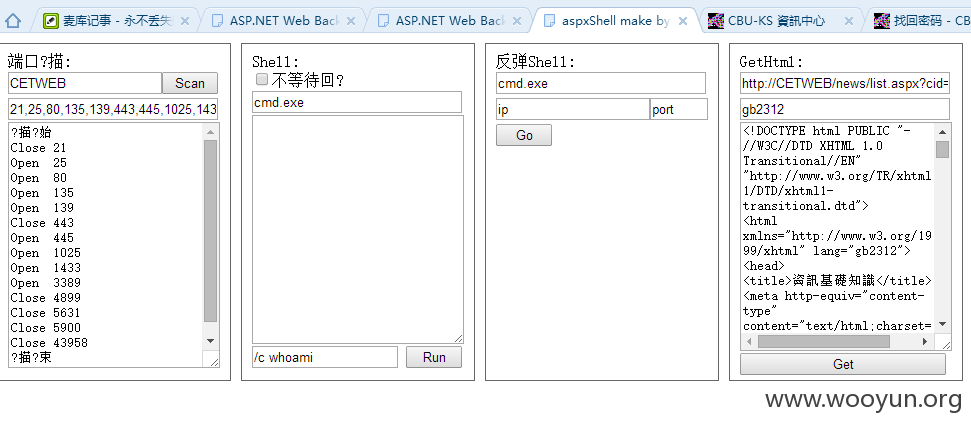 麦库记事 - 永不丢失
ASP.NET Web Back
ASP.NET Web Back
aspxShell make by
CBU-KS 資訊中心
找回密码 - CB
端口?描:
CETWEB
Scan
21,25,80,135,139,443,445,1025,143
?描?始
Close 21
Open 25
Open 80
Open 135
Open 139
Close 443
Open 445
Open 1025
Open 1433
Open 3389
Close 4899
Close 5631
Close 5900
Close 43958
?描?束
Shell:
不等待回?
cmd.exe
/c whoami
Run
反弹Shell:
cmd.exe
ip
port
Go
GetHtml:
http://CETWEB/news/list.aspx?cid=
gb2312
<!DOCTYPE html PUBLIC "-
//W3C//DTD XHTML 1.0
Transitional//EN"
"http://www.w3.org/TR/xhtml
1/DTD/xhtml1-
transitional.dtd">
<html
xmlns="http://www.w3.org/19
99/xhtml" lang="gb2312">
<head>
<title>資訊基礎知識</title>
<meta http-equiv="content-
type"
content="text/html;charset=
Get
www.wooyun.org